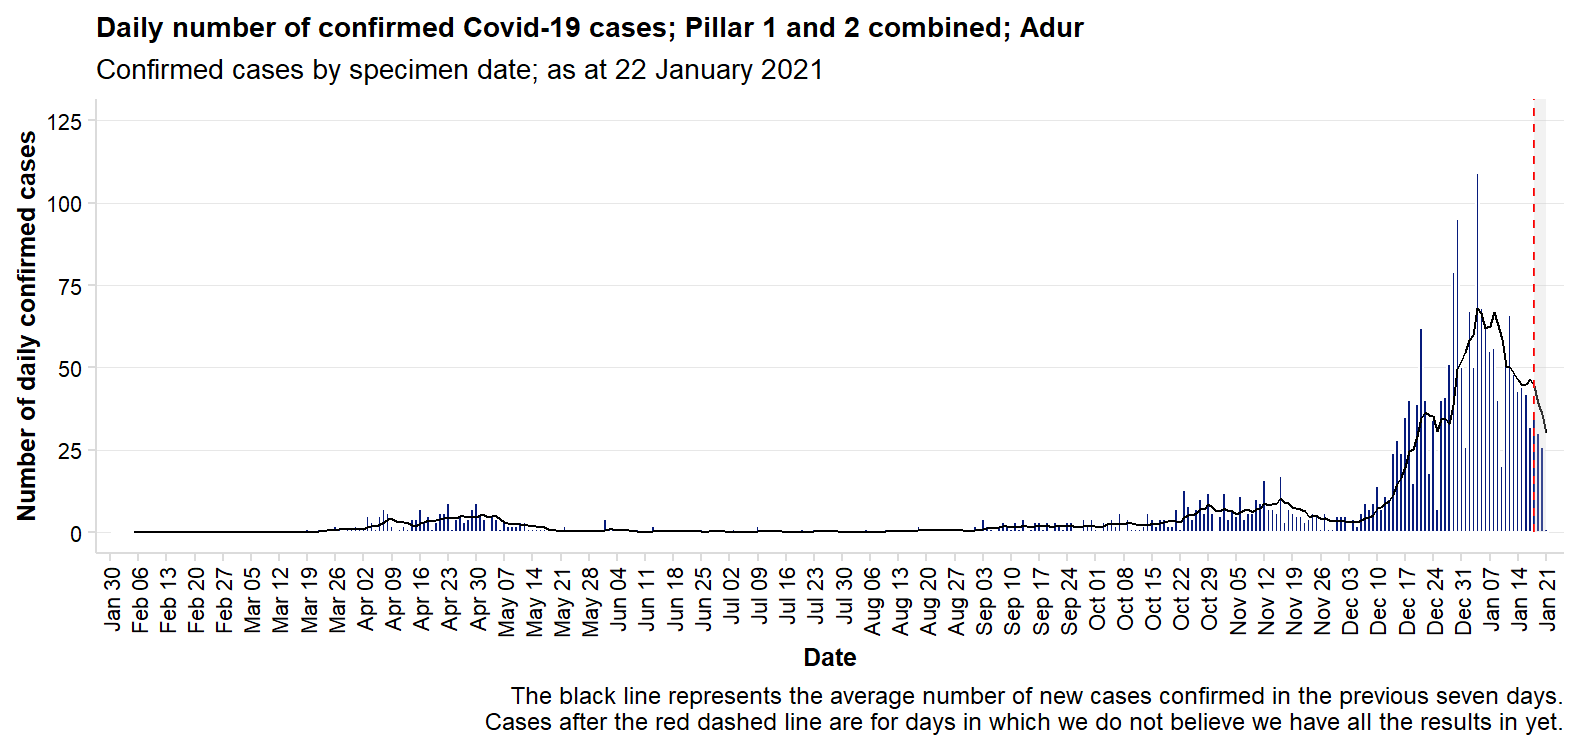 Daily number of confirmed Covid-19 cases; Pillar 1 and 2 combined; Adur
Confirmed cases by specimen date; as at 22 January 2021
Number of daily confirmed cases
125
100
75
50
25
0
Jan 30
Feb 06
Feb 13
Feb 20
Feb 27
Mar 05
Mar 12
Mar 19
Mar 26
Apr 02
Apr 09
Apr 16
Apr 23
Apr 30
May 07
May 14
May 21
May 28
Jun 04
Jun 11
Jun 18
Jun 25
Jul 02
Jul 09
Jul 16
Jul 23
Jul 30
Aug 06
Aug 13
Aug 20
Aug 27
Sep 03
Sep 10
Sep 17
Sep 24
Oct 01
Oct 08
Oct 15
Oct 22
Oct 29
Nov 05
Nov 12
Nov 19
Nov 26
Dec 03
Dec 10
Dec 17
Dec 24
Dec 31
Jan 07
Jan 14
Jan 21
Date
The black line represents the average number of new cases confirmed in the previous seven days.
Cases after the red dashed line are for days in which we do not believe we have all the results in yet.